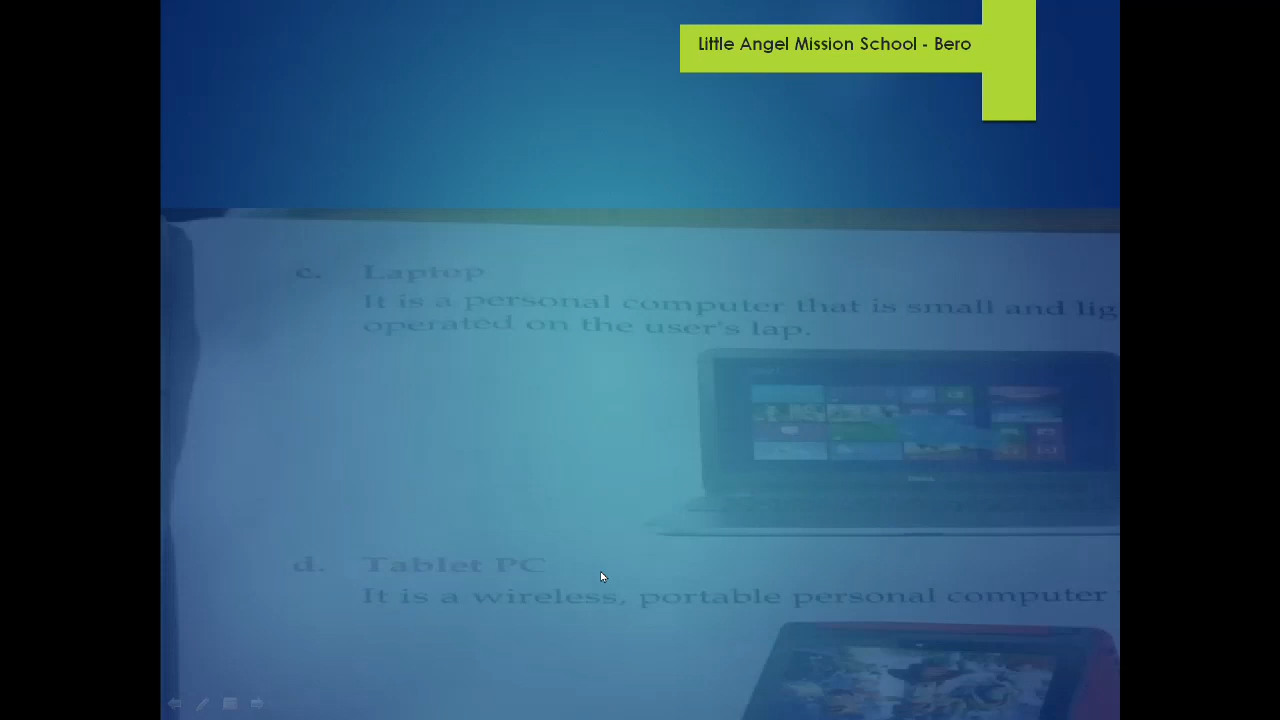 Little Angel Mission School - Bero
c. Laptop
It is a personal computer that is small and
operated on the user's lap.
DELL
d. Tablet PC
It is a wireless, portable personal computer